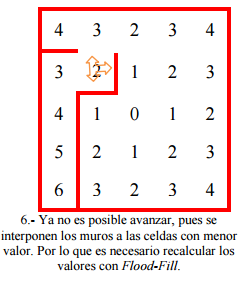 4 3 2 3 4
3 2 1 2 3
4 1 0 1 2
5 2 1 2 3
6 3 2 3 4
6.- Ya no es posible avanzar, pues se
interponen los muros a las celdas con menor
valor. Por lo que es necesario recalcular los
valores con Flood-Fill.